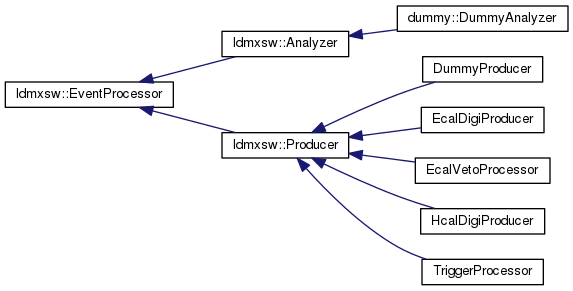 dummy::DummyAnalyzer
ldmxsw::Analyzer
DummyProducer
ldmxsw::EventProcessor
EcalDigiProducer
ldmxsw::Producer
EcalVetoProcessor
HcalDigiProducer
TriggerProcessor